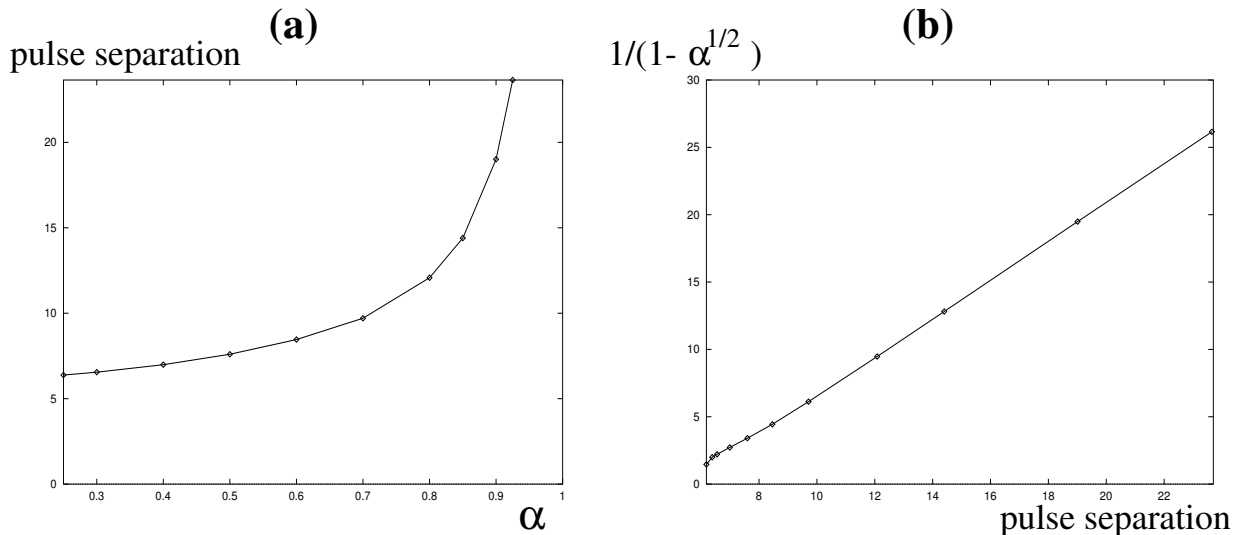 (a)
pulse separation
20
15
10
5
0
0.3 0.4 0.5 0.6 0.7 0.8 0.9 1
α
(b)
1/(1- α^{1/2} )
30
25
20
15
10
5
0
8 10 12 14 16 18 20 22
pulse separation